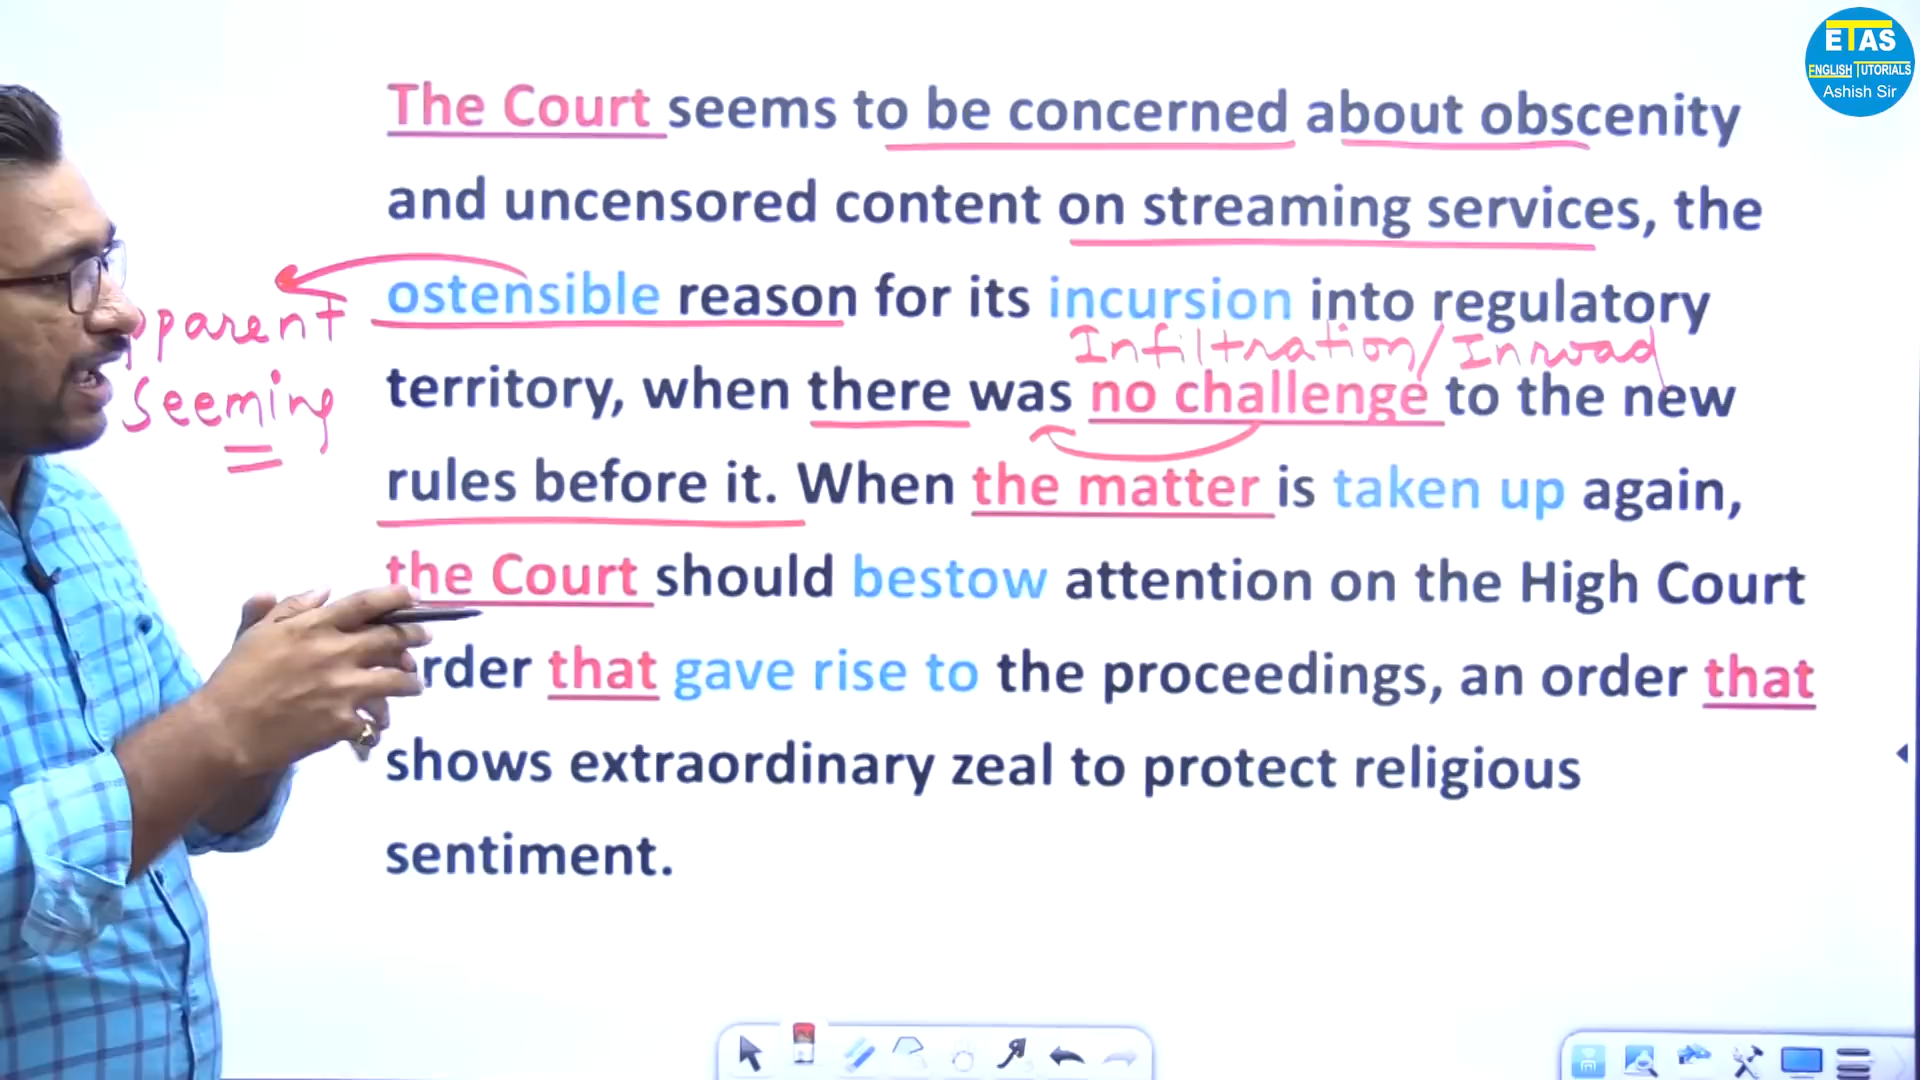 ETAS
ENGLISH TUTORIALS
Ashish Sir
The Court seems to be concerned about obscenity
and uncensored content on streaming services, the
ostensible reason for its incursion into regulatory
pparent
Infiltration/Inroad
territory, when there was no challenge to the new
Seeming
rules before it. When the matter is taken up again,
the Court should bestow attention on the High Court
rder that gave rise to the proceedings, an order that
shows extraordinary zeal to protect religious
sentiment.